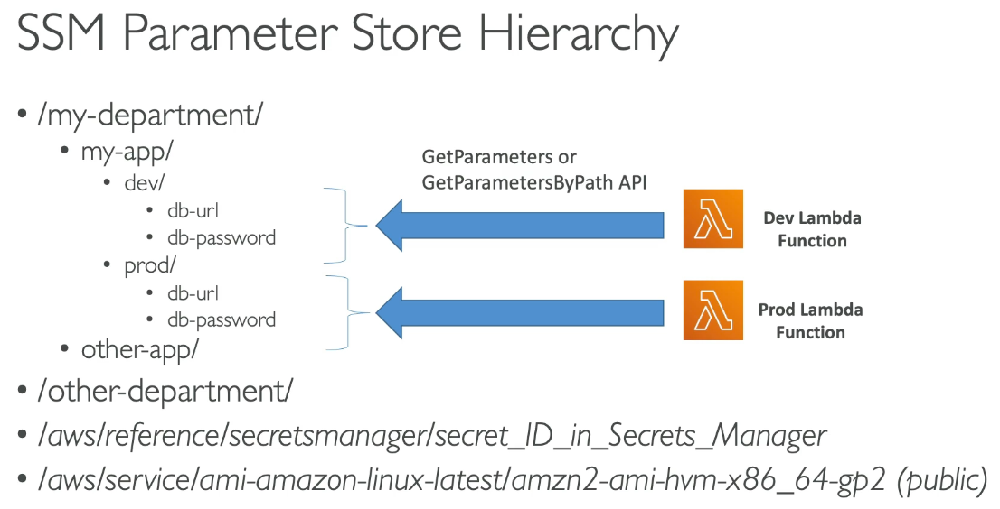 SSM Parameter Store Hierarchy
• /my-department/
• my-app/
• dev/
• db-url
• db-password
• prod/
• db-url
• db-password
• other-app/
• /other-department/
• /aws/reference/secretsmanager/secret_ID_in_Secrets_Manager
• /aws/service/ami-amazon-linux-latest/amzn2-ami-hvm-x86_64-gp2 (public)
GetParameters or
GetParametersByPath API
Dev Lambda
Function
Prod Lambda
Function